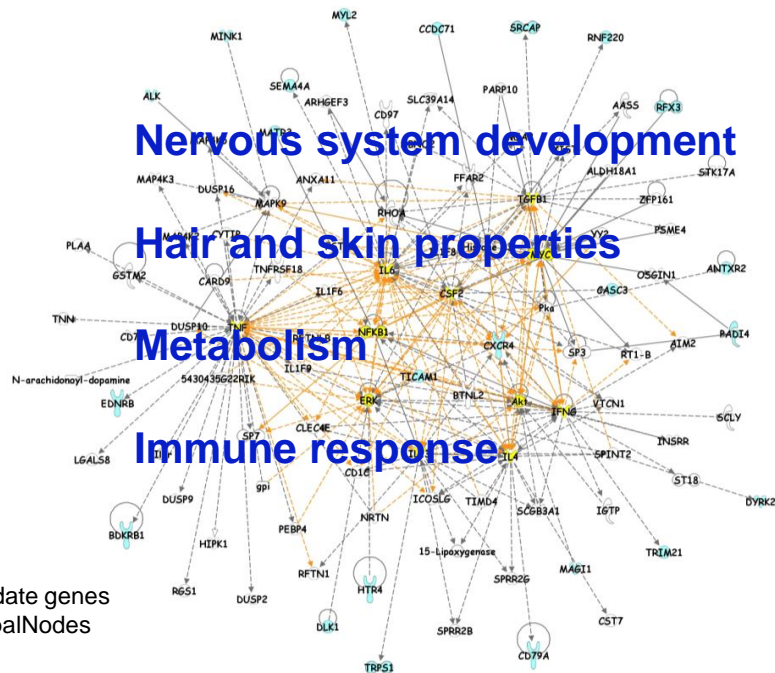 MYL2
MINK1
CCDC71
SRCAP
RNF220
SEMA4A
ALK
ARHGEF3
CD97
SLC39A14
PARP10
AASS
RFX3
Nervous system development
MAP4K3
DUSP16
ANXA11
MAPK9
RHOA
FFAR2
TGFB1
ALDH18A1
STK17A
ZFP161
PSME4
PLAA
GSTM2
Hair and skin properties
CARD9
TNFRSF18
IL6
MYC
OSGIN1
ANTXR2
IL1F6
CSF2
CASC3
Pka
TNN
DUSP10
TNF
NFKB1
CXCR4
SP3
RT1-B
AIM2
PADI4
Metabolism
N-arachidonoyl-dopamine
5430435G22RIK
IL1F9
TICAM1
EDNRB
ERK
BTNL2
Akt
IFNG
VTCN1
SCLY
SP7
CLEC4E
INSRR
Immune response
LGALS8
IL4
SPINT2
gpi
CD1C
ST18
DUSP9
ICOSLG
TIMD4
SCGB3A1
IGTP
DYRK2
BDKRB1
HIPK1
PEBP4
NRTN
15-Lipoxygenase
TRIM21
RFTN1
HTR4
SPRR2G
MAGI1
RGS1
DUSP2
CST7
DLK1
SPRR2B
TRPS1
CD79A
date genes
alNodes